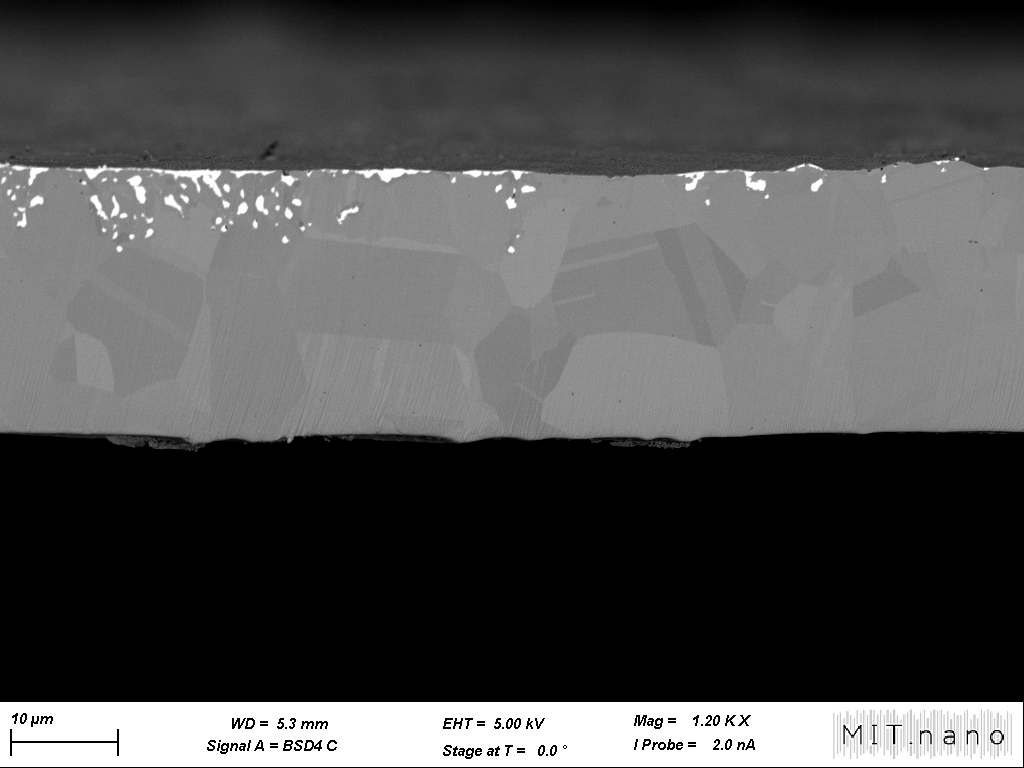 10 µm
WD = 5.3 mm
Signal A = BSD4 C
EHT = 5.00 kV
Stage at T = 0.0 °
Mag = 1.20 K X
I Probe = 2.0 nA
MIT.nano